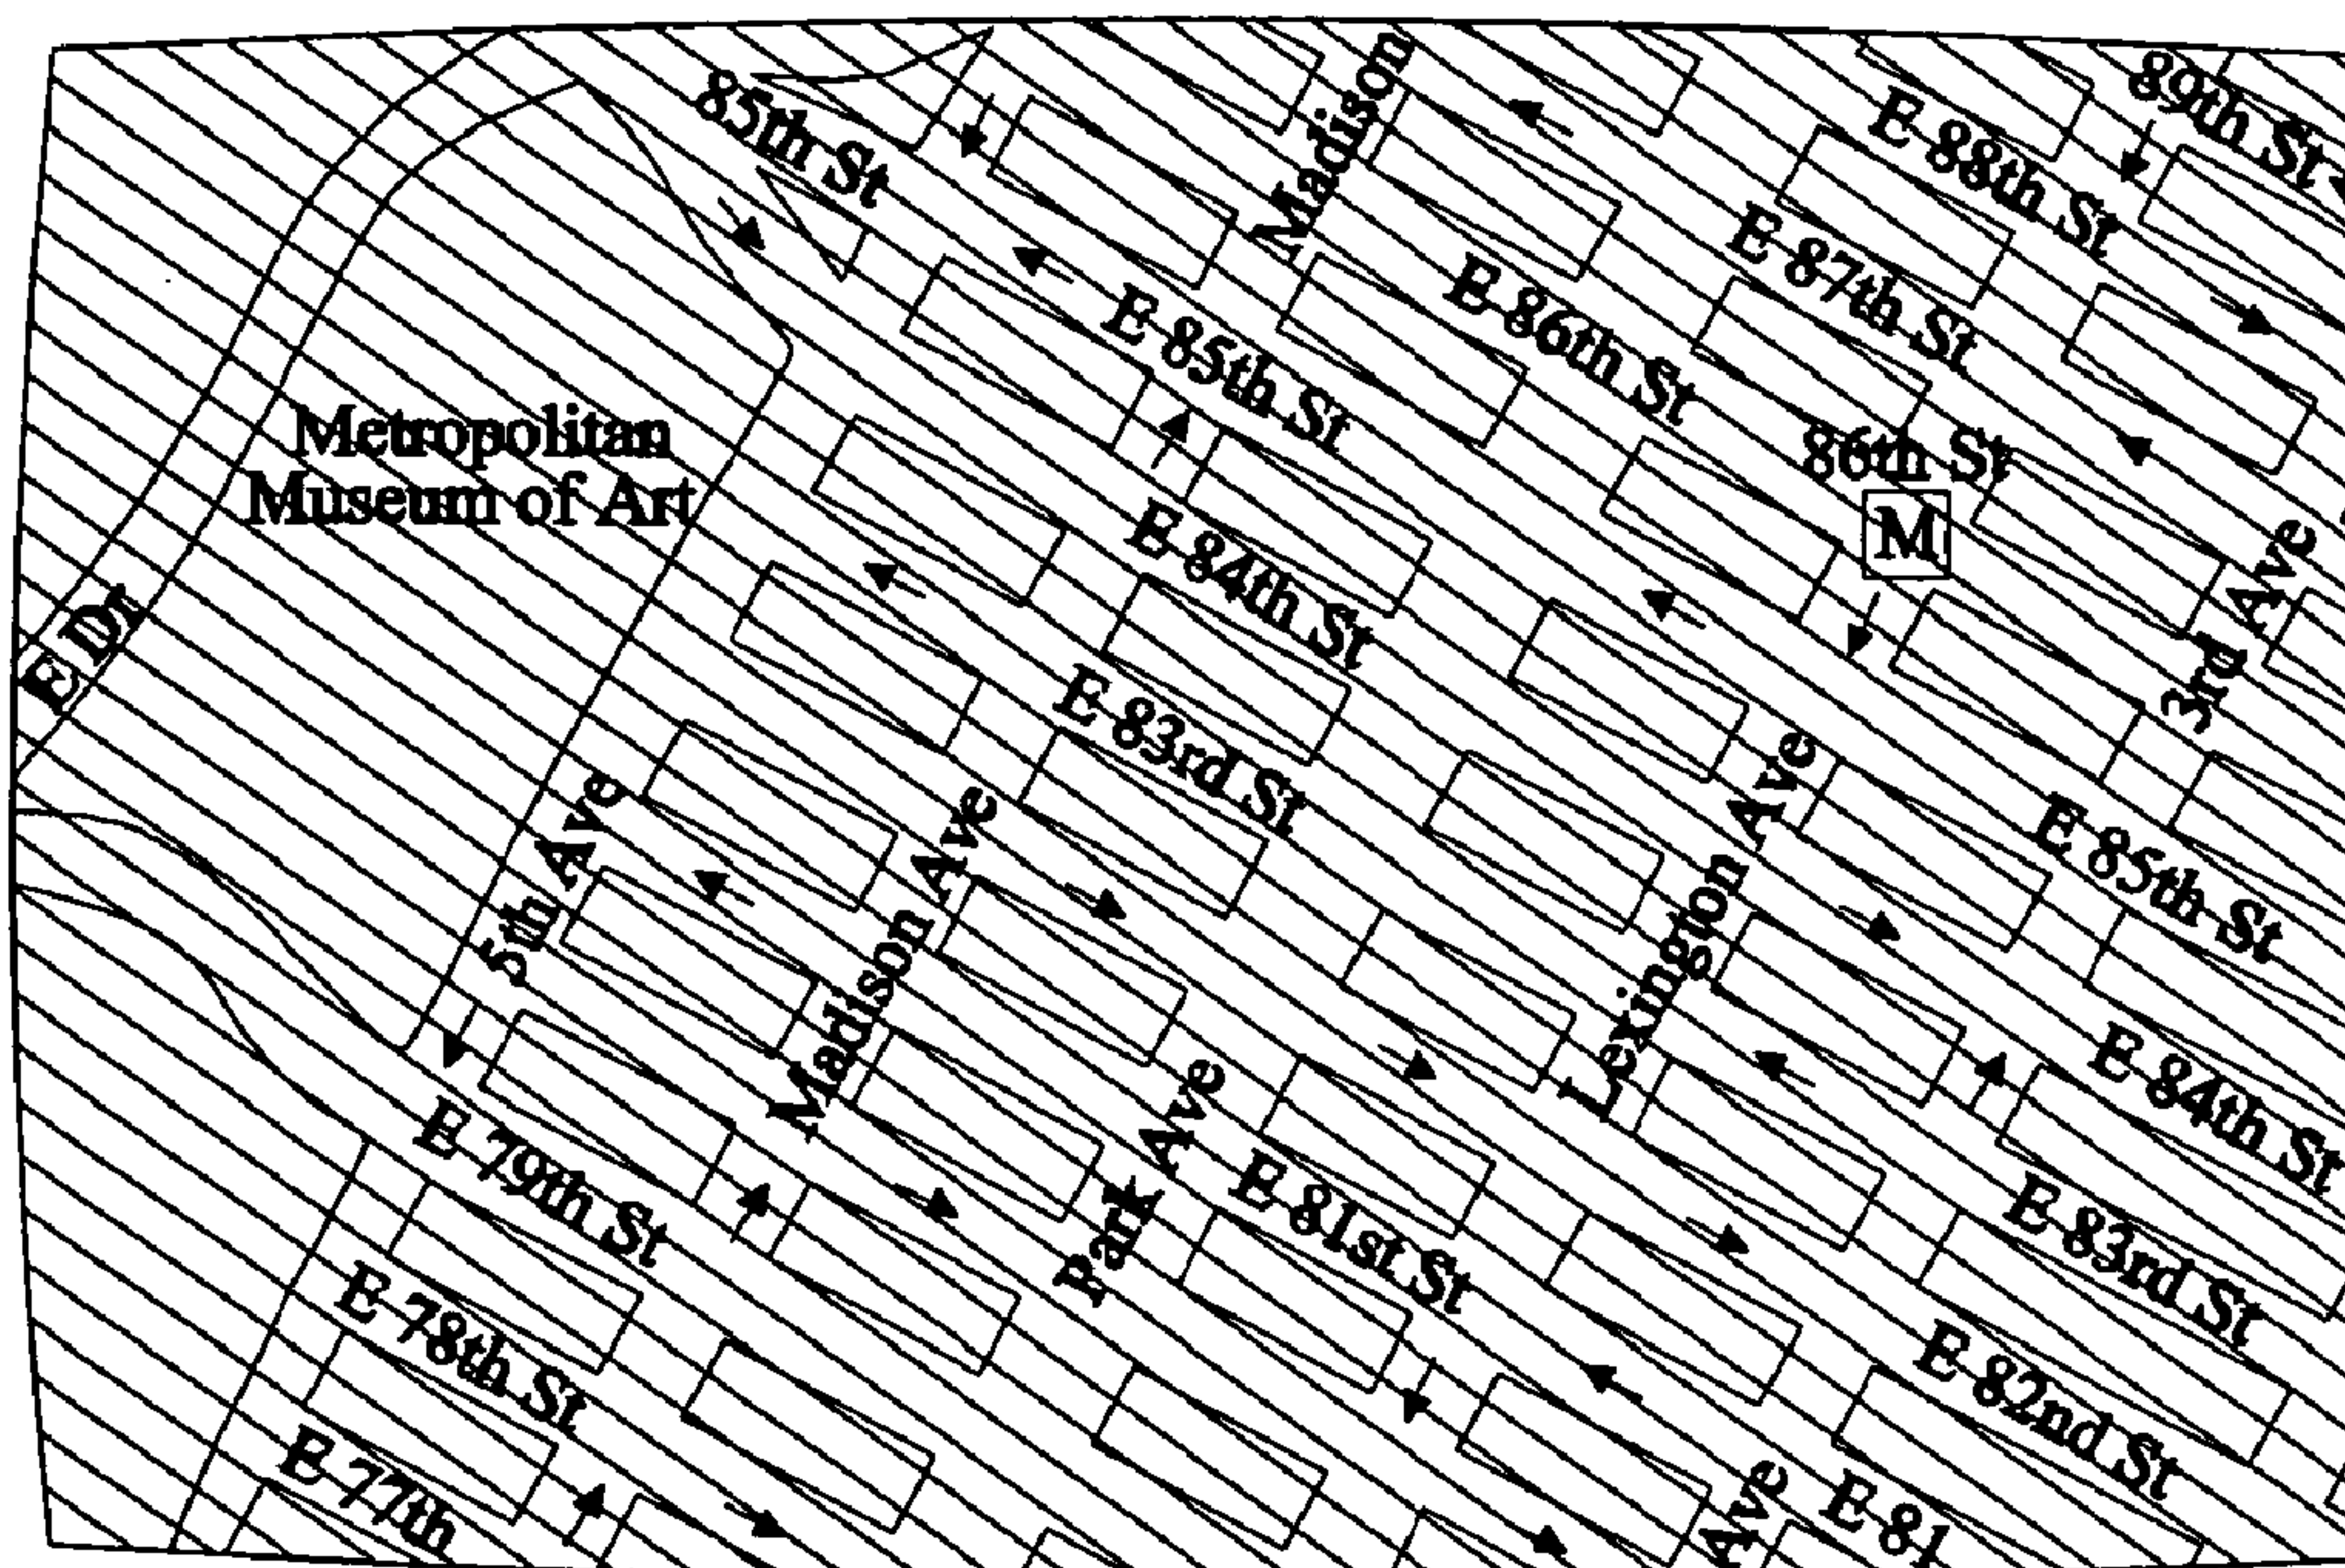 89th St
Madison
85th St
E 88th St
E 87th St
E 86th St
E 85th St
Metropolitan
Museum of Art
86th St
M
E 84th St
3rd Ave
E Dr
E 83rd St
5th Ave
Madison Ave
Lexington Ave
E 85th St
E 84th St
Park Ave
E 79th St
E 81st St
E 83rd St
E 78th St
E 82nd St
E 77th
Ave
E 81